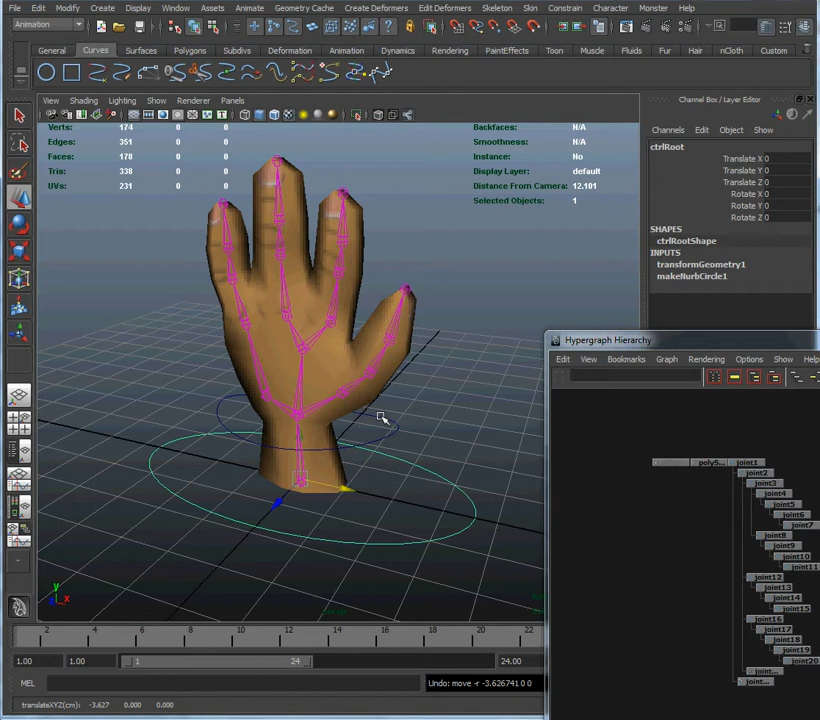 File Edit Modify Create Display Window Assets Animate Geometry Cache Create Deformers Edit Deformers Skeleton Skin Constrain Character Muscle Help
Animation
General Curves Surfaces Polygons Subdivs Deformation Animation Dynamics Rendering PaintEffects Toon Muscle Fluids Fur Hair nCloth Custom
View Shading Lighting Show Renderer Panels
Channel Box / Layer Editor
Channels Edit Object Show
Verts: 174 0 0
Edges: 351 0 0
Faces: 178 0 0
Tris: 338 0 0
UVs: 231 0 0
Backfaces: N/A
Smoothness: N/A
Instance: No
Display Layer: default
Distance From Camera: 12.101
Selected Objects: 1
ctrlRoot
Translate X 0
Translate Y 0
Translate Z 0
Rotate X 0
Rotate Y 0
Rotate Z 0
SHAPES
ctrlRootShape
INPUTS
transformGeometry1
makeNurbCircle1
Hypergraph Hierarchy
Edit View Bookmarks Graph Rendering Options Show Help
polyS... joint1
joint2
joint3
joint4
joint5
joint6
joint7
joint8
joint9
joint10
joint11
joint12
joint13
joint14
joint15
joint16
joint17
joint18
joint19
joint20
joint...
joint...
y
x
z
2 4 6 8 10 12 14 16 18 20 22
1.00 1.00 1 24 24.00
MEL Undo: move -r -3.626741 0 0
translateXYZ(cm): -3.627 0.000 0.000